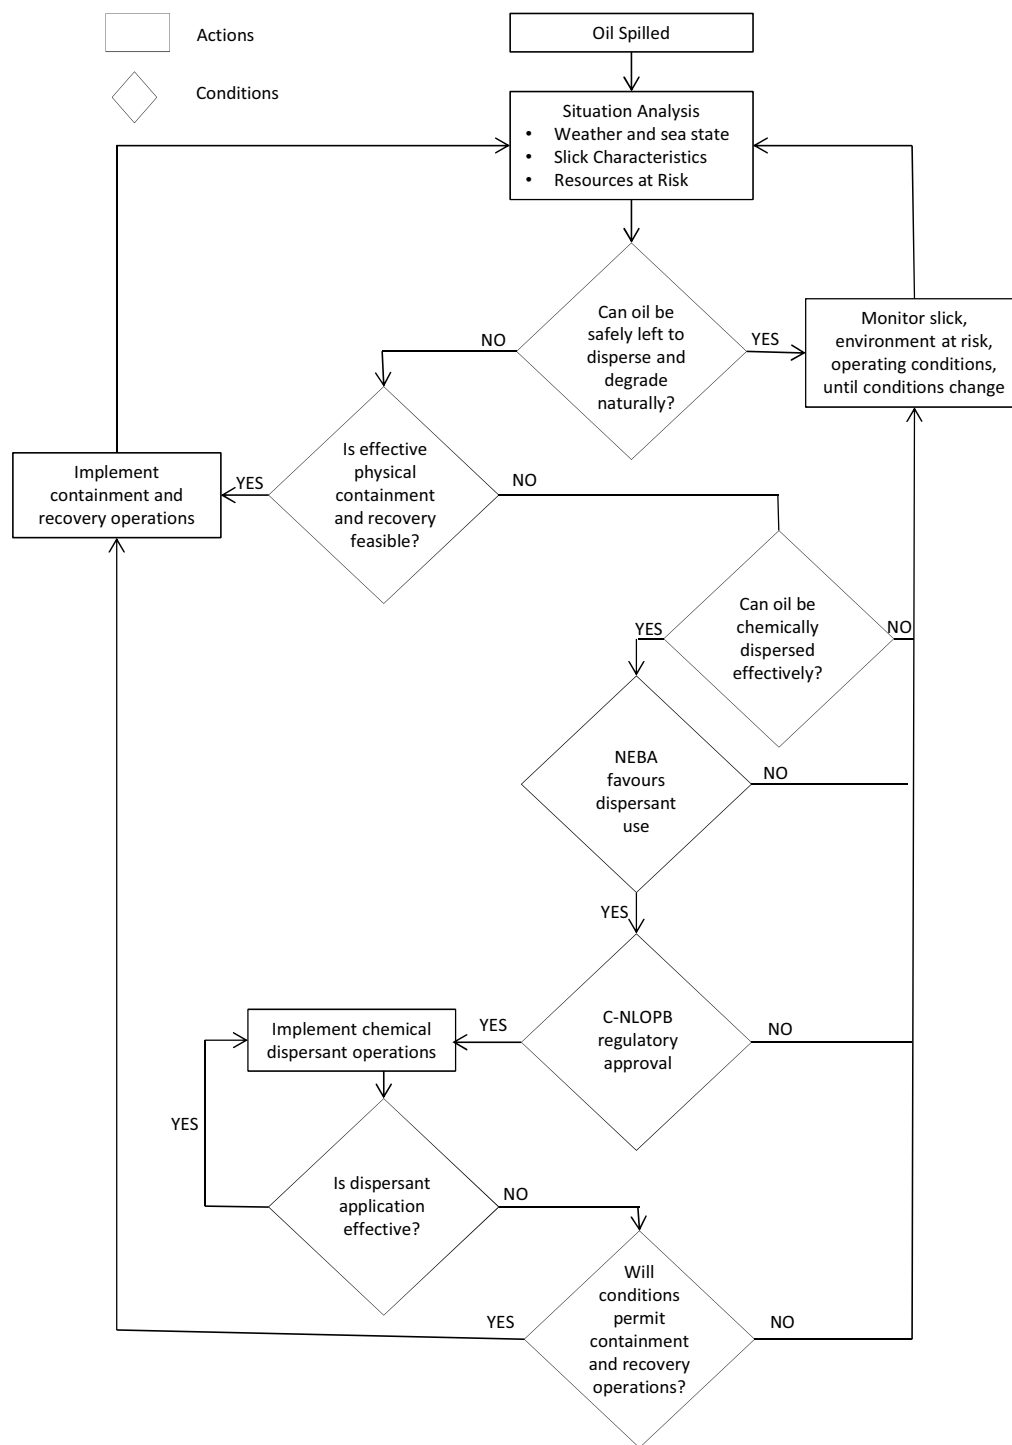 Actions
Conditions
Oil Spilled
Situation Analysis
• Weather and sea state
• Slick Characteristics
• Resources at Risk
Can oil be
safely left to
disperse and
degrade
naturally?
NO
YES
Monitor slick,
environment at risk,
operating conditions,
until conditions change
Is effective
physical
containment
and recovery
feasible?
YES
NO
Implement
containment and
recovery operations
Can oil be
chemically
dispersed
effectively?
YES
NO
NEBA
favours
dispersant
use
NO
YES
C-NLOPB
regulatory
approval
YES
NO
Implement chemical
dispersant operations
YES
Is dispersant
application
effective?
NO
Will
conditions
permit
containment
and recovery
operations?
YES
NO